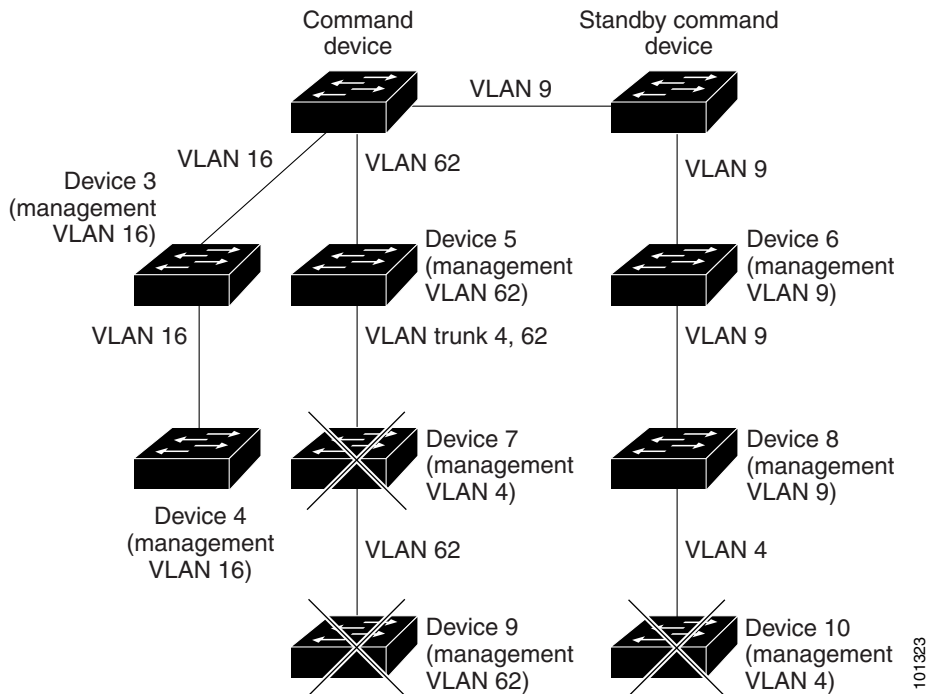 Command
device
Standby command
device
VLAN 9
VLAN 16
VLAN 62
VLAN 9
Device 3
(management
VLAN 16)
Device 5
(management
VLAN 62)
Device 6
(management
VLAN 9)
VLAN 16
VLAN trunk 4, 62
VLAN 9
Device 7
(management
VLAN 4)
Device 8
(management
VLAN 9)
Device 4
(management
VLAN 16)
VLAN 62
VLAN 4
Device 9
(management
VLAN 62)
Device 10
(management
VLAN 4)
101323